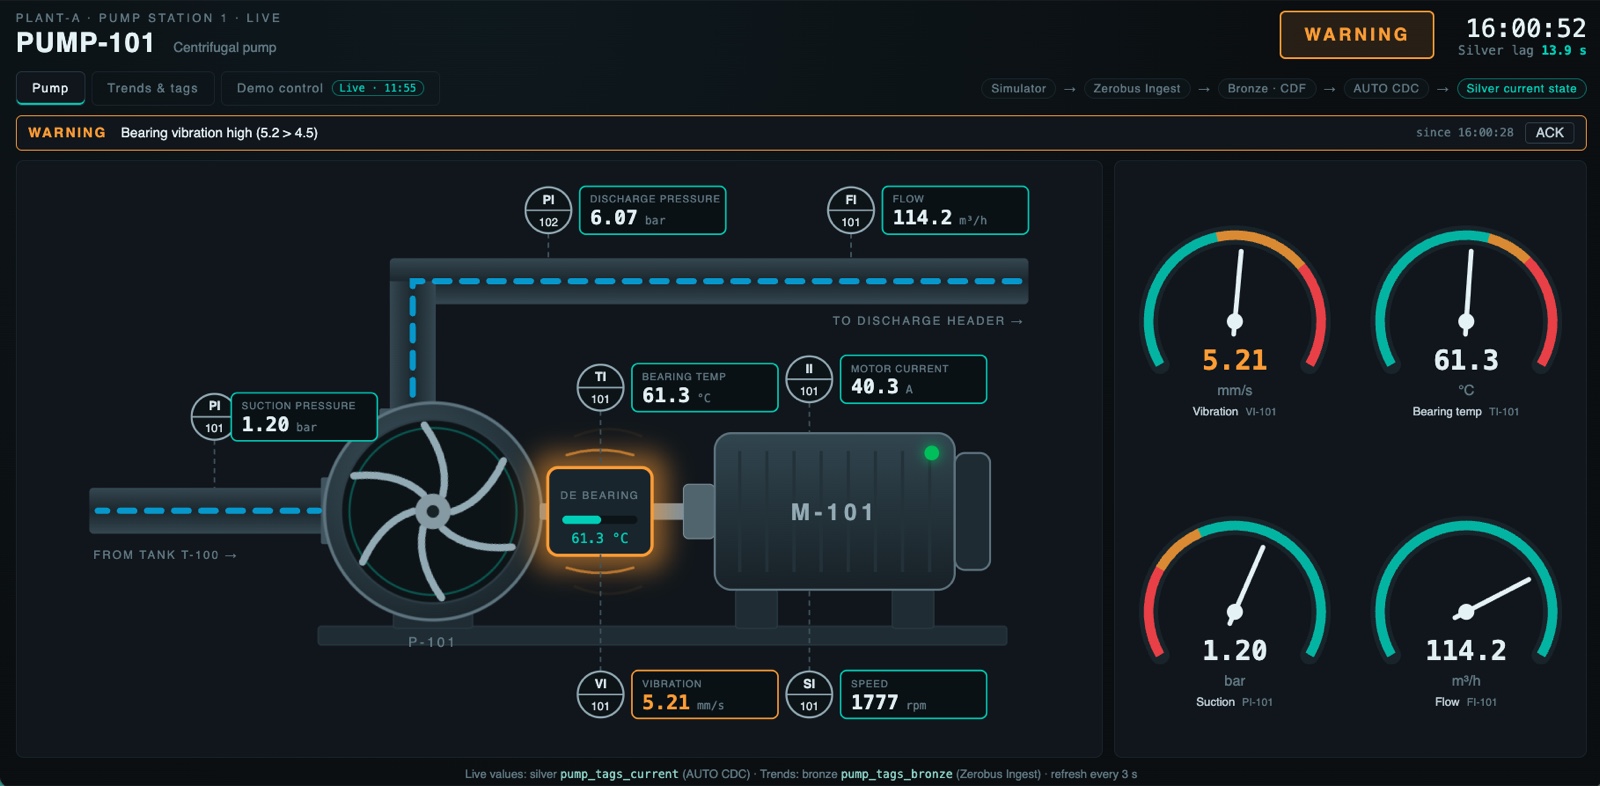 PLANT-A · PUMP STATION 1 · LIVE
PUMP-101 Centrifugal pump
WARNING
16:00:52
Silver lag 13.9 s
Pump
Trends & tags
Demo control Live · 11:55
Simulator → Zerobus Ingest → Bronze · CDF → AUTO CDC → Silver current state
WARNING Bearing vibration high (5.2 > 4.5)
since 16:00:28 ACK
PI
102
DISCHARGE PRESSURE
6.07 bar
FI
101
FLOW
114.2 m³/h
TO DISCHARGE HEADER →
PI
101
SUCTION PRESSURE
1.20 bar
TI
101
BEARING TEMP
61.3 °C
II
101
MOTOR CURRENT
40.3 A
DE BEARING
61.3 °C
M-101
FROM TANK T-100 →
P-101
VI
101
VIBRATION
5.21 mm/s
SI
101
SPEED
1777 rpm
5.21
mm/s
Vibration VI-101
61.3
°C
Bearing temp TI-101
1.20
bar
Suction PI-101
114.2
m³/h
Flow FI-101
Live values: silver pump_tags_current (AUTO CDC) · Trends: bronze pump_tags_bronze (Zerobus Ingest) · refresh every 3 s